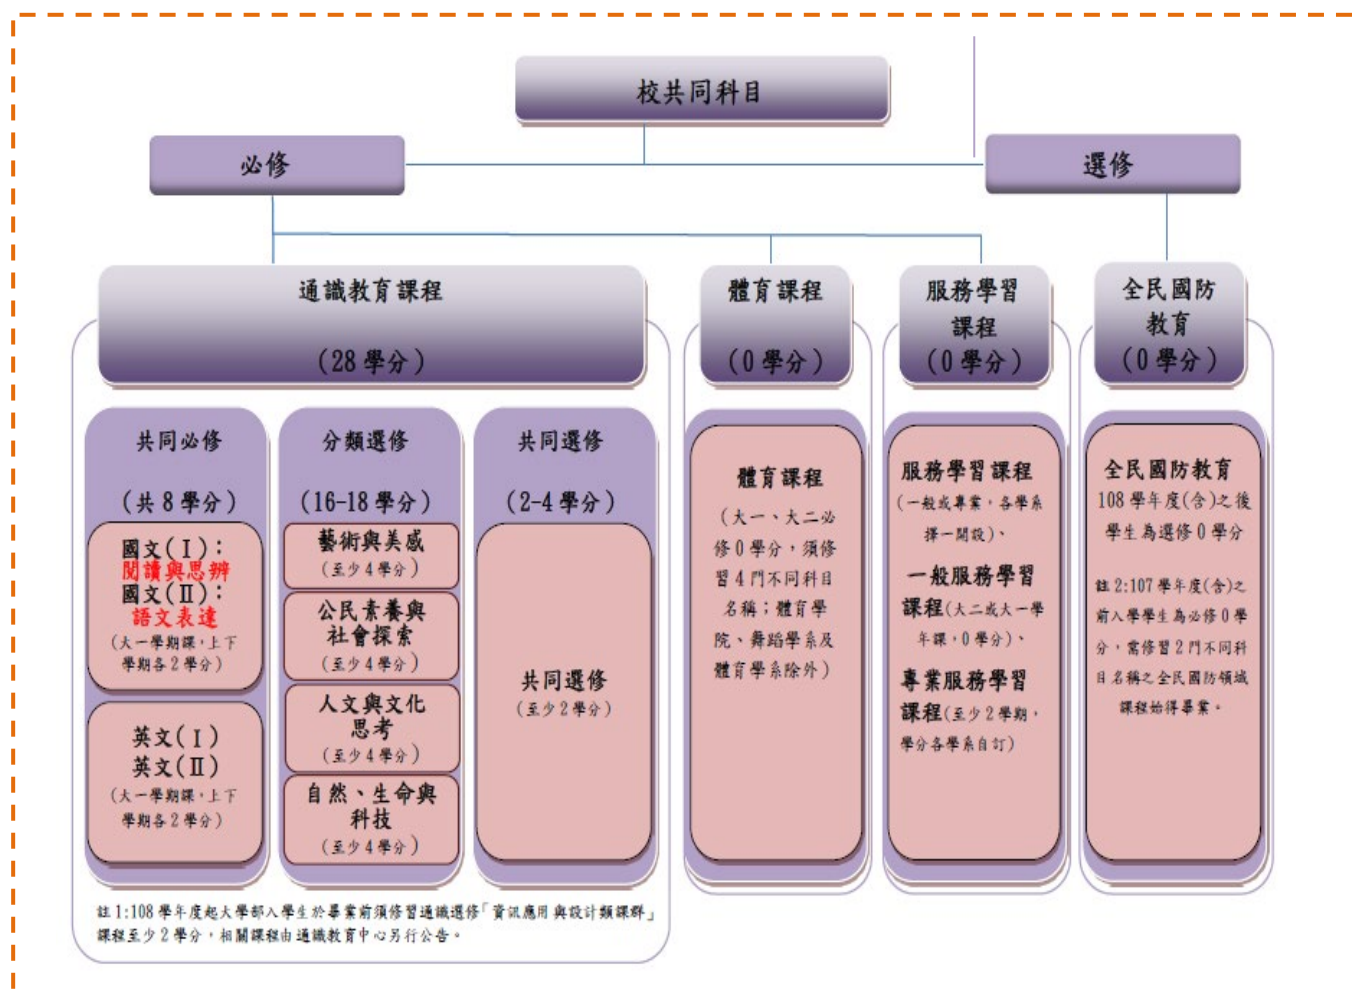 校共同科目
必修
選修
通識教育課程
(28 學分)
體育課程
(0 學分)
服務學習
課程
(0 學分)
全民國防
教育
(0 學分)
共同必修
(共 8 學分)
國文(Ⅰ):
閱讀與思辨
國文(Ⅱ):
語文表達
(大一學期課,上下
學期各2學分)
英文(Ⅰ)
英文(Ⅱ)
(大一學期課,上下
學期各2學分)
分類選修
(16-18 學分)
藝術與美感
(至少4學分)
公民素養與
社會探索
(至少4學分)
人文與文化
思考
(至少4學分)
自然、生命與
科技
(至少4學分)
共同選修
(2-4 學分)
共同選修
(至少2學分)
體育課程
(大一、大二必
修0學分,須修
習4門不同科目
名稱;體育學
院、舞蹈學系及
體育學系除外)
服務學習課程
(一般或專業,各學系
擇一開設)、
一般服務學習
課程(大二或大一學
年課,0學分)、
專業服務學習
課程(至少2學期,
學分各學系自訂)
全民國防教育
108學年度(含)之後
學生為選修0學分
註2:107學年度(含)之
前入學學生為必修0學
分,需修習2門不同科
目名稱之全民國防領域
課程始得畢業。
註1:108學年度起大學部入學生於畢業前須修習通識選修「資訊應用與設計類課群」
課程至少2學分,相關課程由通識教育中心另行公告。